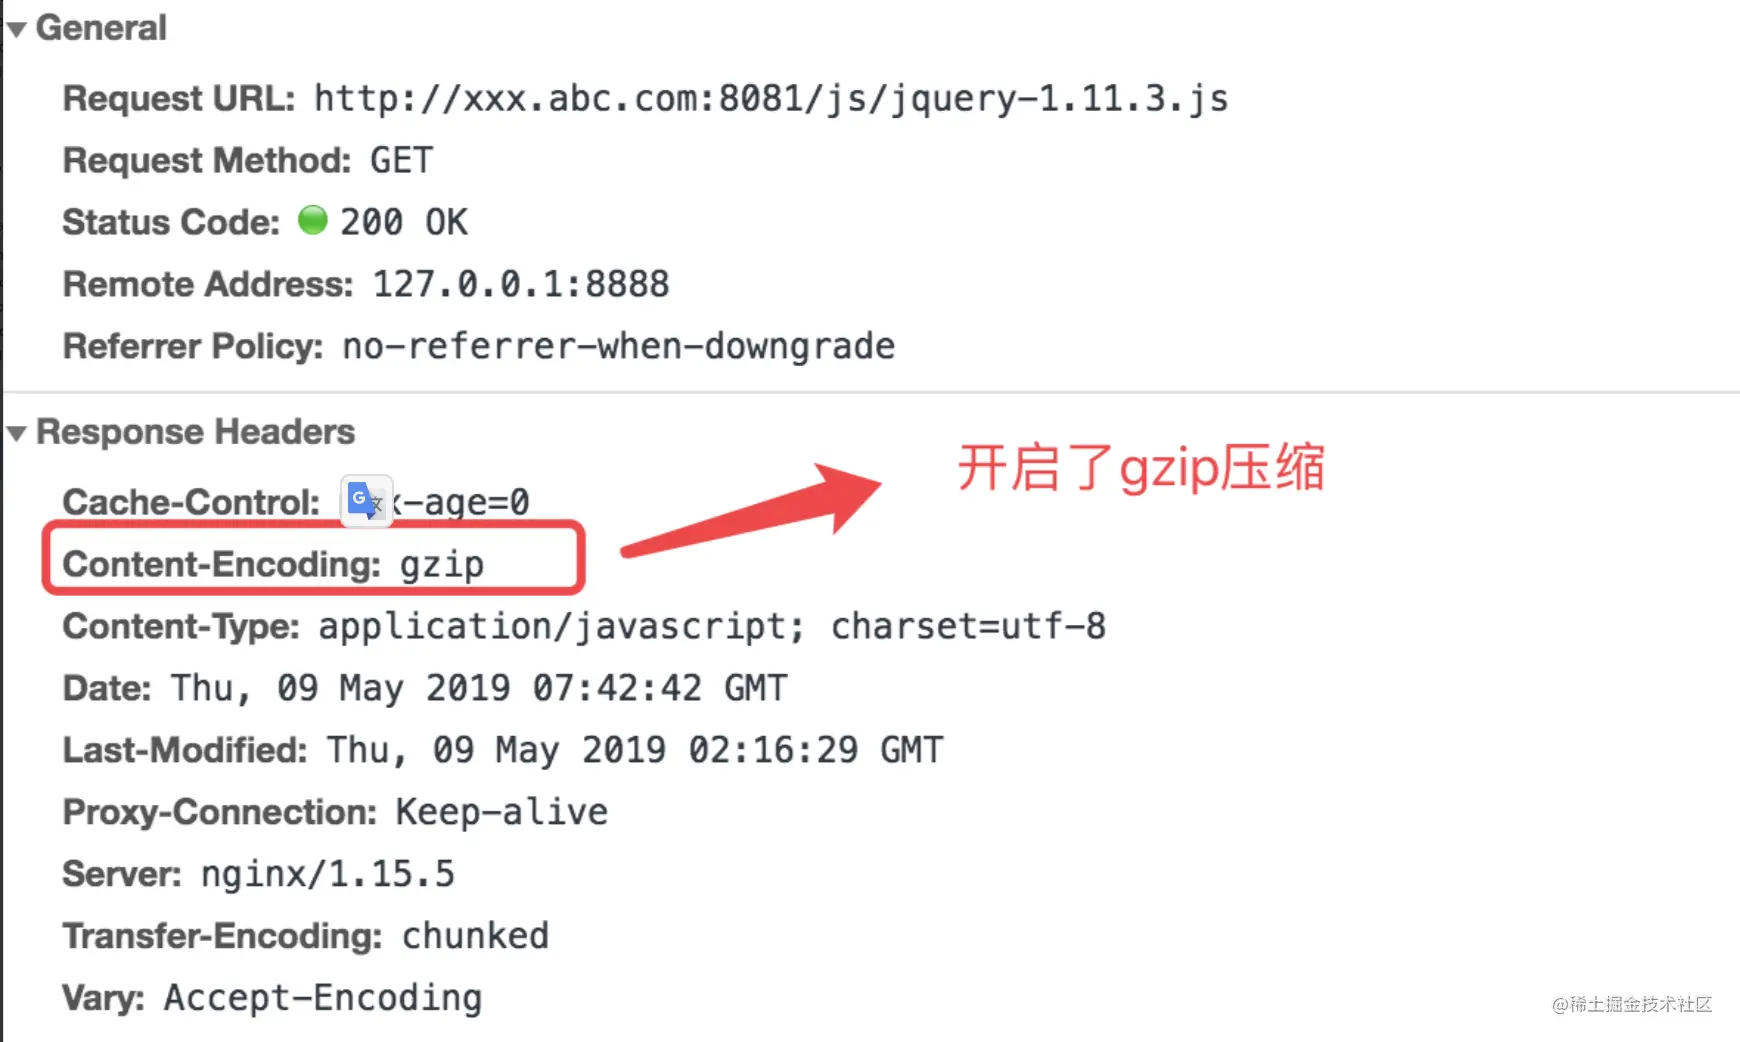 General
Request URL: http://xxx.abc.com:8081/js/jquery-1.11.3.js
Request Method: GET
Status Code: 200 OK
Remote Address: 127.0.0.1:8888
Referrer Policy: no-referrer-when-downgrade
Response Headers
开启了gzip压缩
Cache-Control: x-age=0
Content-Encoding: gzip
Content-Type: application/javascript; charset=utf-8
Date: Thu, 09 May 2019 07:42:42 GMT
Last-Modified: Thu, 09 May 2019 02:16:29 GMT
Proxy-Connection: Keep-alive
Server: nginx/1.15.5
Transfer-Encoding: chunked
Vary: Accept-Encoding
@稀土掘金技术社区